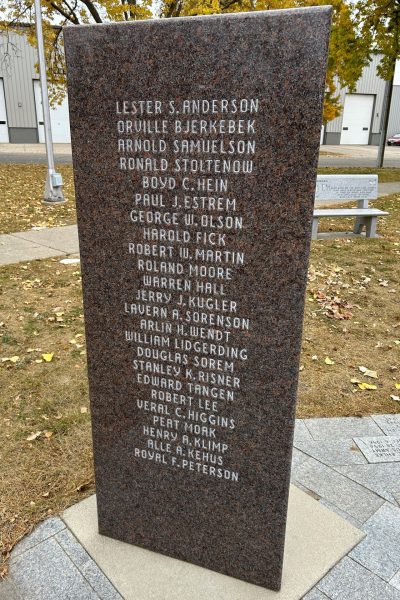 LESTER S. ANDERSON
ORVILLE BJERKEBEK
ARNOLD SAMUELSON
RONALD STOLTENOW
BOYD C. HEIN
PAUL J. ESTREM
GEORGE W. OLSON
HAROLD FICK
ROBERT W. MARTIN
ROLAND MOORE
WARREN HALL
JERRY J. KUGLER
LAVERN A. SORENSON
ARLIN H. WENDT
WILLIAM LIDGERDING
DOUGLAS SOREM
STANLEY K. RISNER
EDWARD TANGEN
ROBERT LEE
VERAL C. HIGGINS
PEAT MOAK
HENRY A. KLIMP
ALLE A. KEHUS
ROYAL F. PETERSON